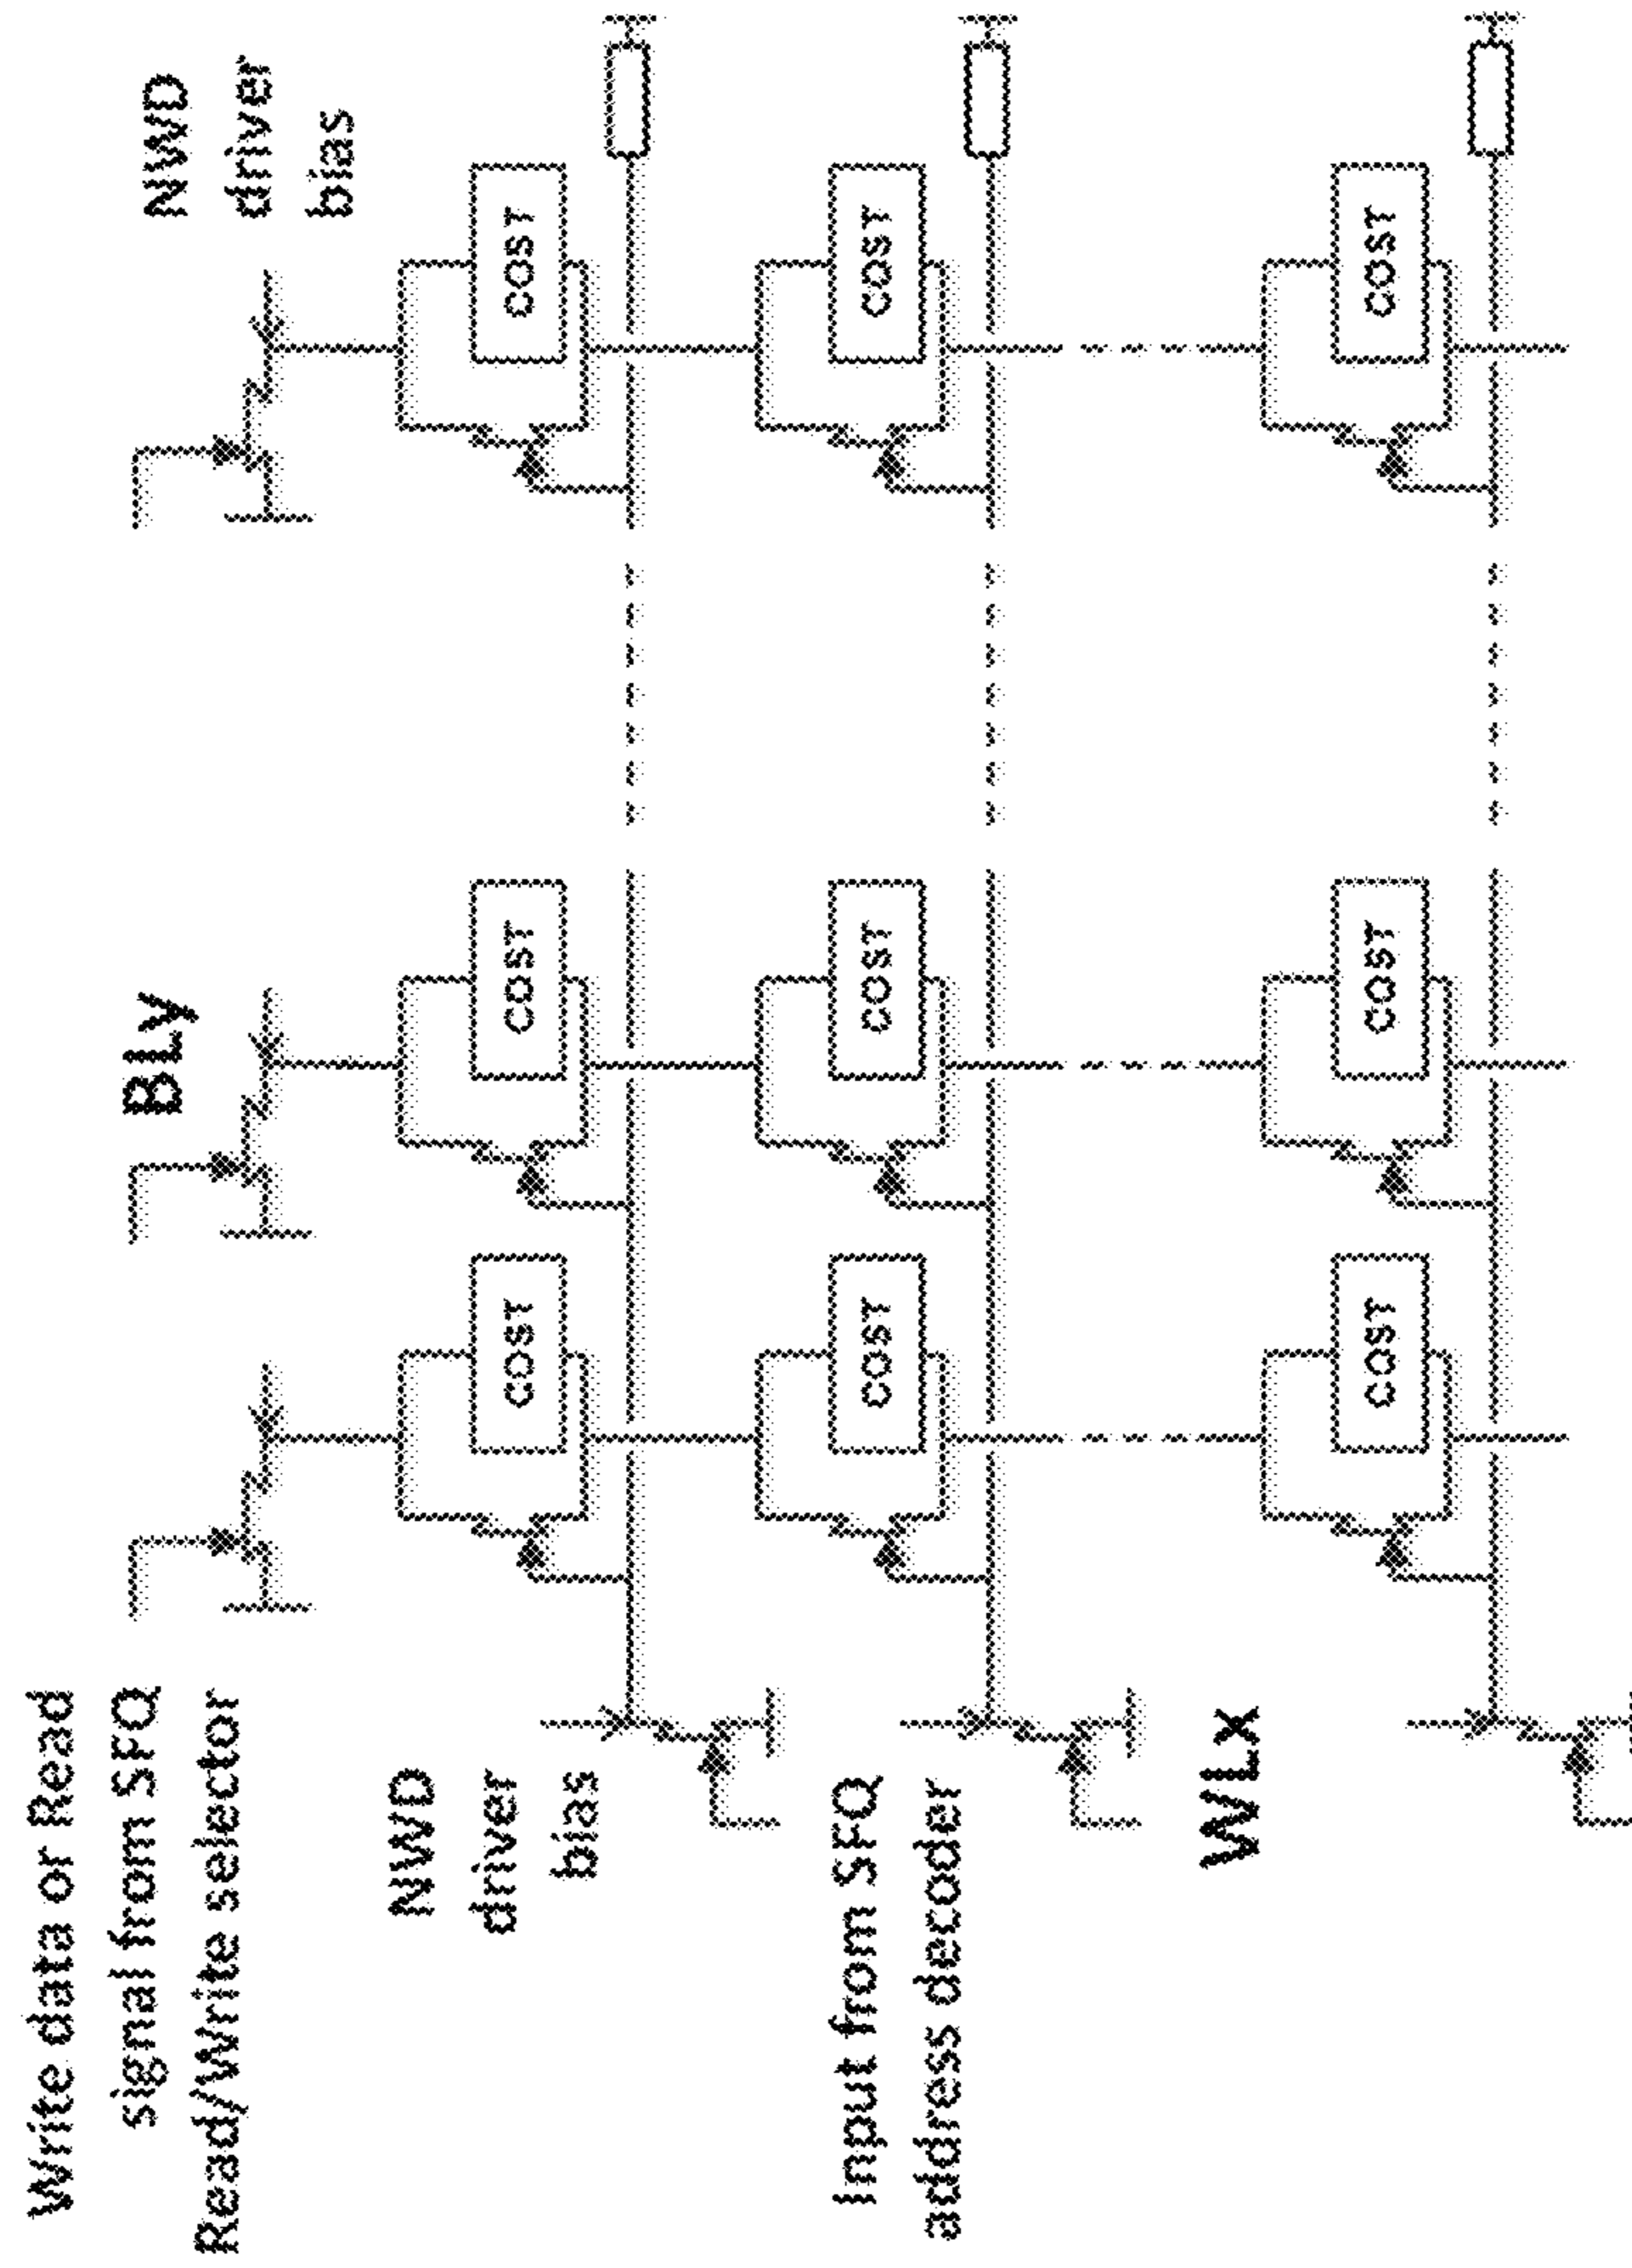 Write data or Read
signal from SFQ
Read/Write selector
BLy
NWD
driver
bias
NWD
driver
bias
COST
COST
COST
Input from SFQ
address decoder
COST
COST
COST
WLx
COST
COST
COST